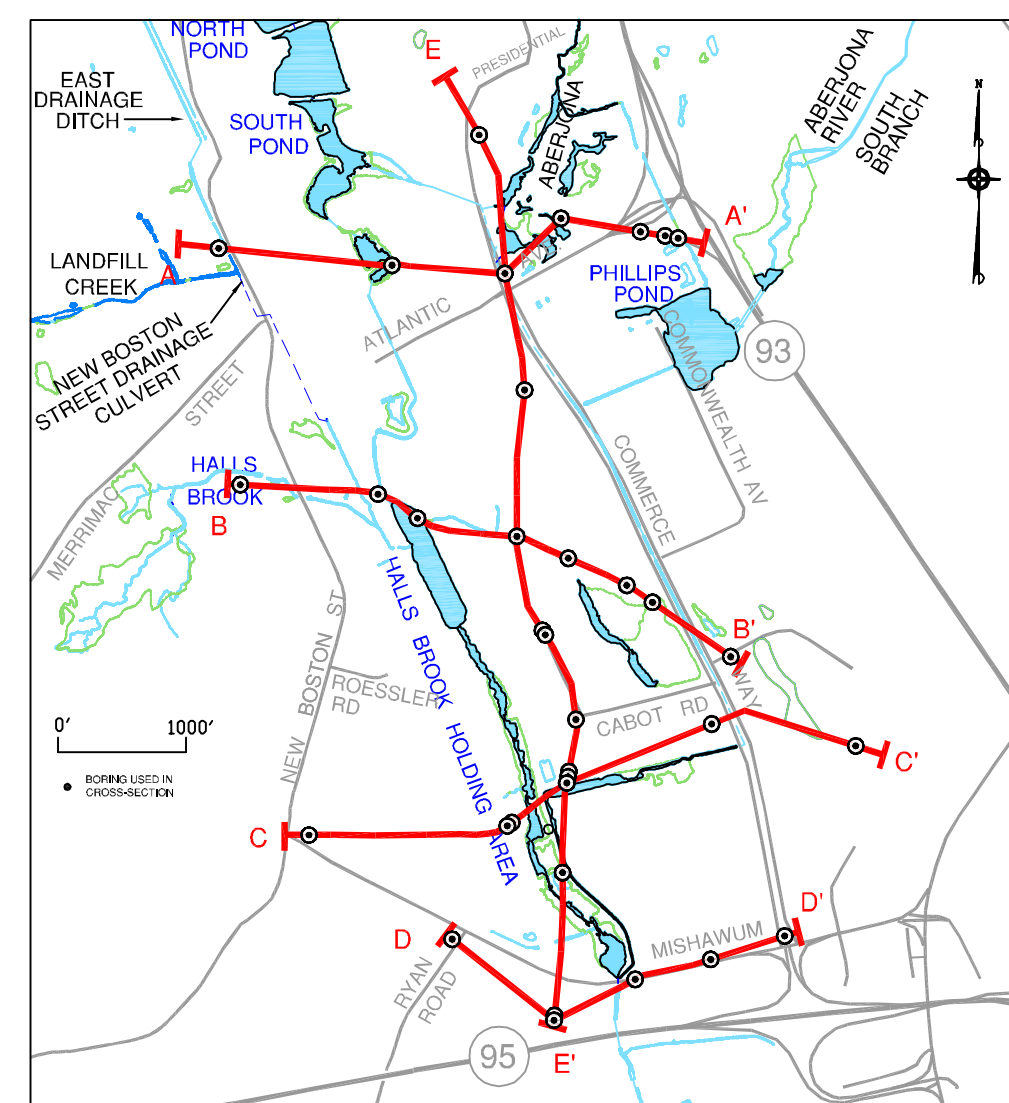 NORTH
POND
E
PRESIDENTIAL
EAST
DRAINAGE
DITCH
SOUTH
POND
ABERJONA
ABERJONA
RIVER
SOUTH
BRANCH
N
A'
A
LANDFILL
CREEK
AV.
PHILLIPS
POND
ATLANTIC
93
NEW BOSTON
STREET DRAINAGE
CULVERT
STREET
COMMONWEALTH AV
COMMERCE
HALLS
BROOK
B
MERRIMAC
HALLS BROOK HOLDING AREA
NEW BOSTON ST
B'
WAY
ROESSLER
RD
CABOT RD
0' 1000'
BORING USED IN
CROSS-SECTION
C'
C
D
D'
MISHAWUM
RYAN
ROAD
95
E'